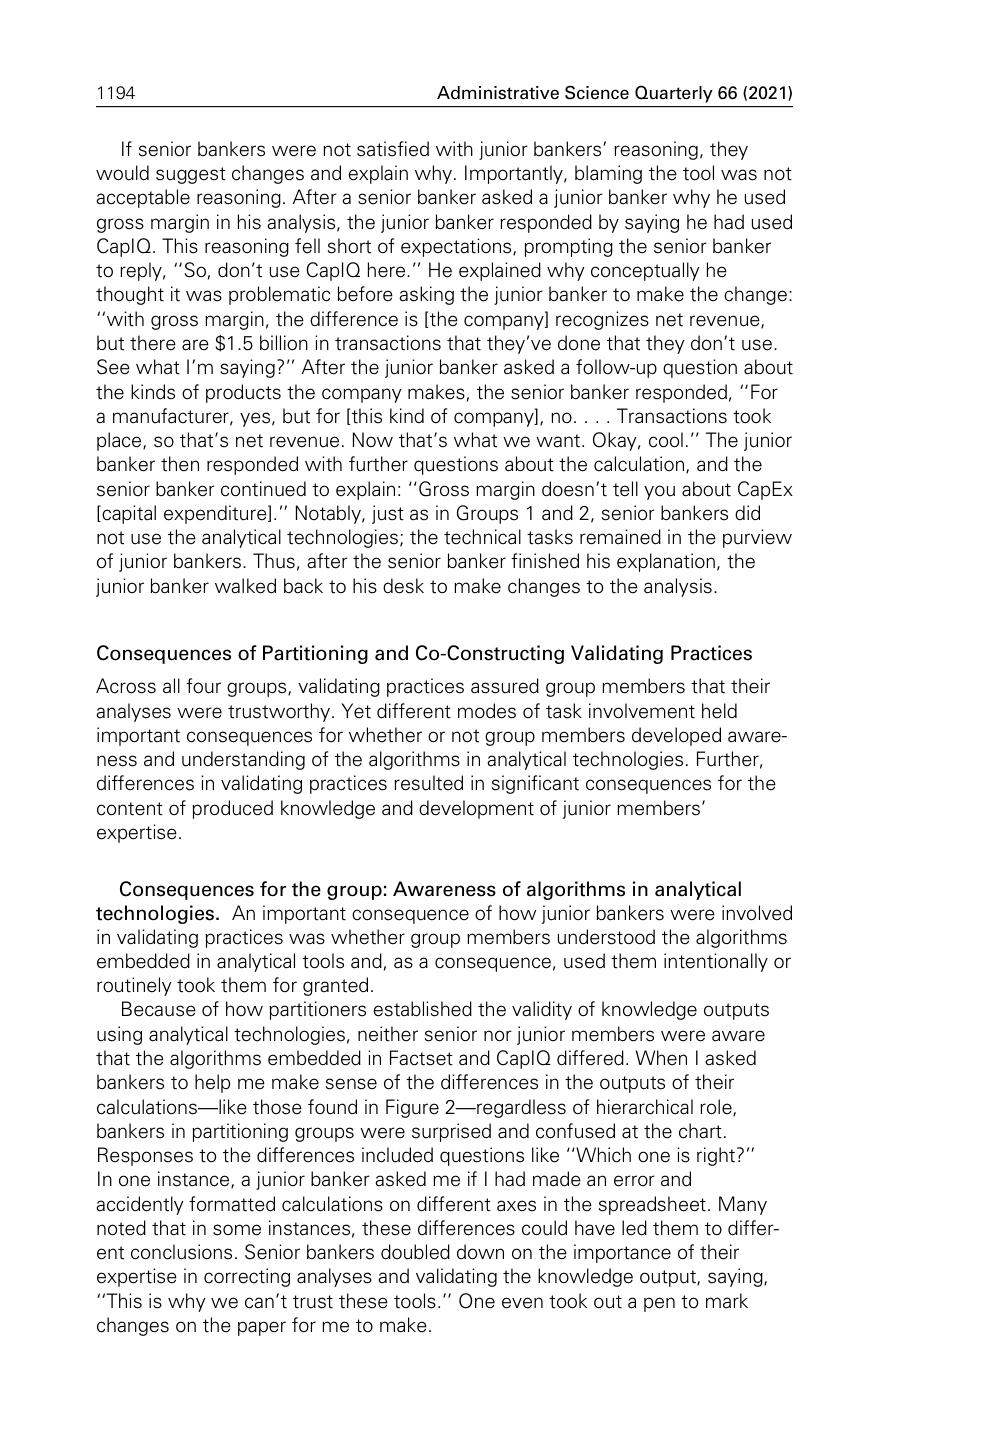 1194 Administrative Science Quarterly 66 (2021)
If senior bankers were not satisfied with junior bankers’ reasoning, they
would suggest changes and explain why. Importantly, blaming the tool was not
acceptable reasoning. After a senior banker asked a junior banker why he used
gross margin in his analysis, the junior banker responded by saying he had used
CapIQ. This reasoning fell short of expectations, prompting the senior banker
to reply, ‘‘So, don’t use CapIQ here.’’ He explained why conceptually he
thought it was problematic before asking the junior banker to make the change:
‘‘with gross margin, the difference is [the company] recognizes net revenue,
but there are $1.5 billion in transactions that they’ve done that they don’t use.
See what I’m saying?’’ After the junior banker asked a follow-up question about
the kinds of products the company makes, the senior banker responded, ‘‘For
a manufacturer, yes, but for [this kind of company], no. . . . Transactions took
place, so that’s net revenue. Now that’s what we want. Okay, cool.’’ The junior
banker then responded with further questions about the calculation, and the
senior banker continued to explain: ‘‘Gross margin doesn’t tell you about CapEx
[capital expenditure].’’ Notably, just as in Groups 1 and 2, senior bankers did
not use the analytical technologies; the technical tasks remained in the purview
of junior bankers. Thus, after the senior banker finished his explanation, the
junior banker walked back to his desk to make changes to the analysis.
Consequences of Partitioning and Co-Constructing Validating Practices
Across all four groups, validating practices assured group members that their
analyses were trustworthy. Yet different modes of task involvement held
important consequences for whether or not group members developed aware-
ness and understanding of the algorithms in analytical technologies. Further,
differences in validating practices resulted in significant consequences for the
content of produced knowledge and development of junior members’
expertise.
Consequences for the group: Awareness of algorithms in analytical
technologies. An important consequence of how junior bankers were involved
in validating practices was whether group members understood the algorithms
embedded in analytical tools and, as a consequence, used them intentionally or
routinely took them for granted.
Because of how partitioners established the validity of knowledge outputs
using analytical technologies, neither senior nor junior members were aware
that the algorithms embedded in Factset and CapIQ differed. When I asked
bankers to help me make sense of the differences in the outputs of their
calculations—like those found in Figure 2—regardless of hierarchical role,
bankers in partitioning groups were surprised and confused at the chart.
Responses to the differences included questions like ‘‘Which one is right?’’
In one instance, a junior banker asked me if I had made an error and
accidently formatted calculations on different axes in the spreadsheet. Many
noted that in some instances, these differences could have led them to differ-
ent conclusions. Senior bankers doubled down on the importance of their
expertise in correcting analyses and validating the knowledge output, saying,
‘‘This is why we can’t trust these tools.’’ One even took out a pen to mark
changes on the paper for me to make.